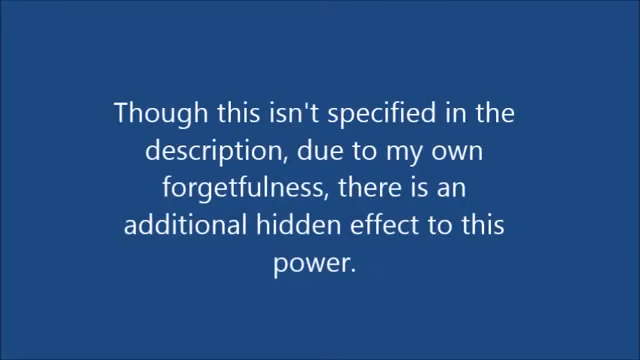 Though this isn't specified in the
description, due to my own
forgetfulness, there is an
additional hidden effect to this
power.